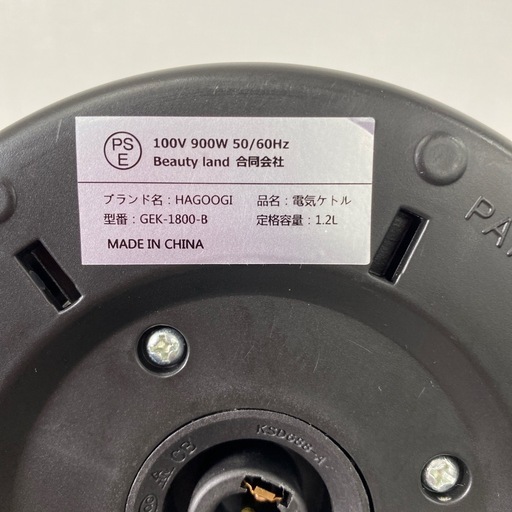 PS
E
100V 900W 50/60Hz
Beauty land 合同会社
ブランド名：HAGOOGI 品名：電気ケトル
型番：GEK-1800-B 定格容量：1.2L
MADE IN CHINA